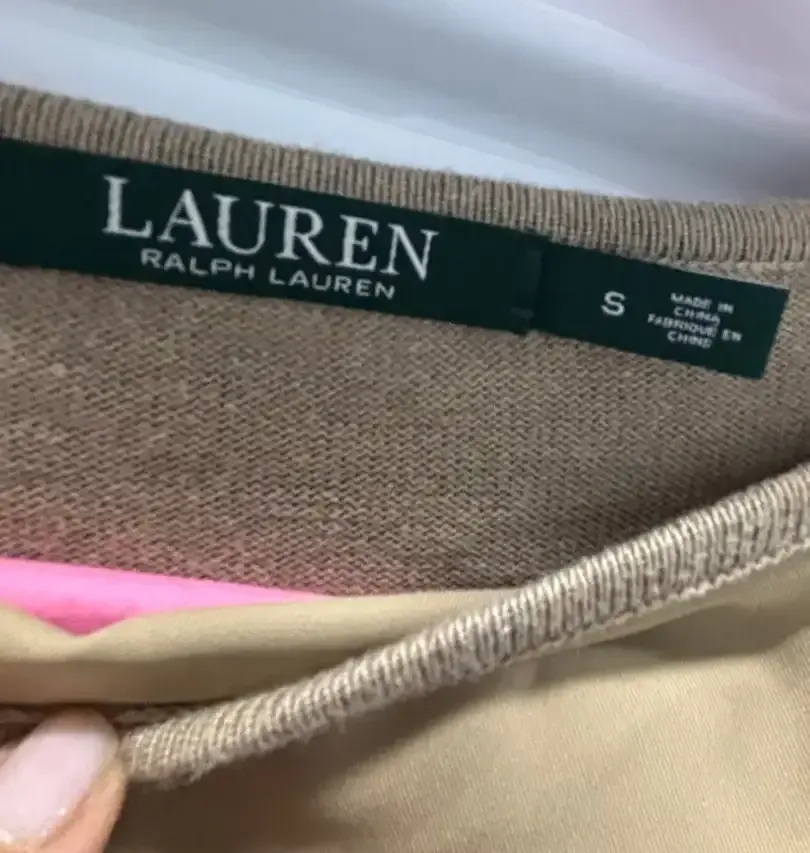 LAUREN
RALPH LAUREN
S
MADE IN
CHINA
FABRIQUÉ EN
CHINE